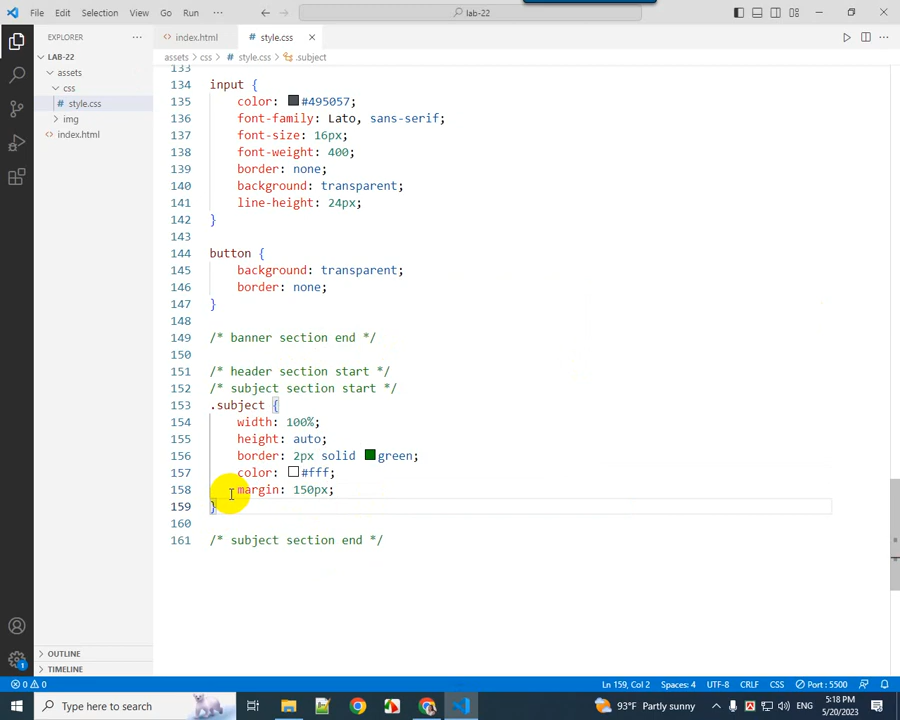 File Edit Selection View Go Run ··· lab-22
EXPLORER ···
index.html
# style.css
assets > css > # style.css > .subject
LAB-22
assets
css
# style.css
img
<> index.html
133
134 input {
135 color: #495057;
136 font-family: Lato, sans-serif;
137 font-size: 16px;
138 font-weight: 400;
139 border: none;
140 background: transparent;
141 line-height: 24px;
142 }
143
144 button {
145 background: transparent;
146 border: none;
147 }
148
149 /* banner section end */
150
151 /* header section start */
152 /* subject section start */
153 .subject {
154 width: 100%;
155 height: auto;
156 border: 2px solid green;
157 color: #fff;
158 margin: 150px;
159 }
160
161 /* subject section end */
OUTLINE
TIMELINE
1
0 0 Ln 159, Col 2 Spaces: 4 UTF-8 CRLF CSS Port : 5500
Type here to search
93°F Partly sunny
5:18 PM
5/20/2023